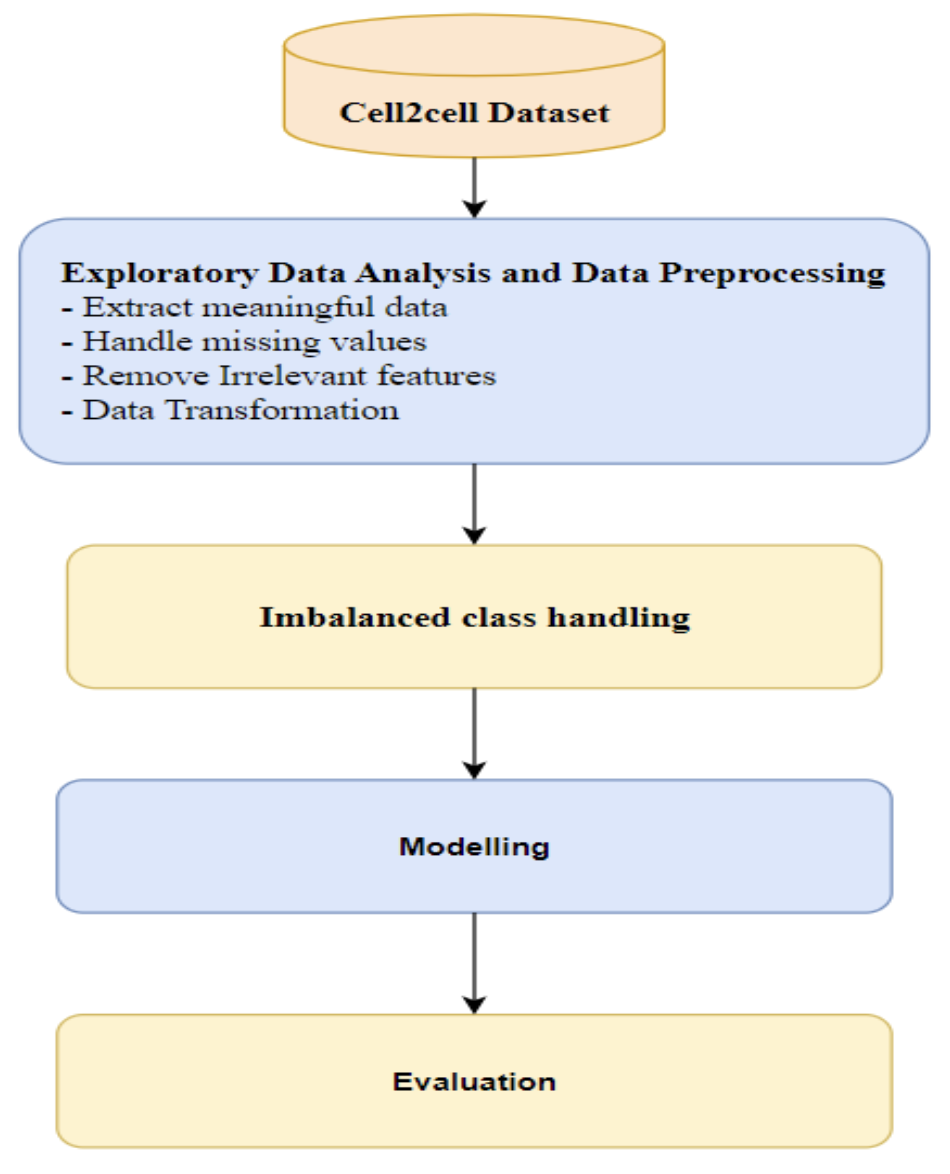 Cell2cell Dataset
Exploratory Data Analysis and Data Preprocessing
- Extract meaningful data
- Handle missing values
- Remove Irrelevant features
- Data Transformation
Imbalanced class handling
Modelling
Evaluation